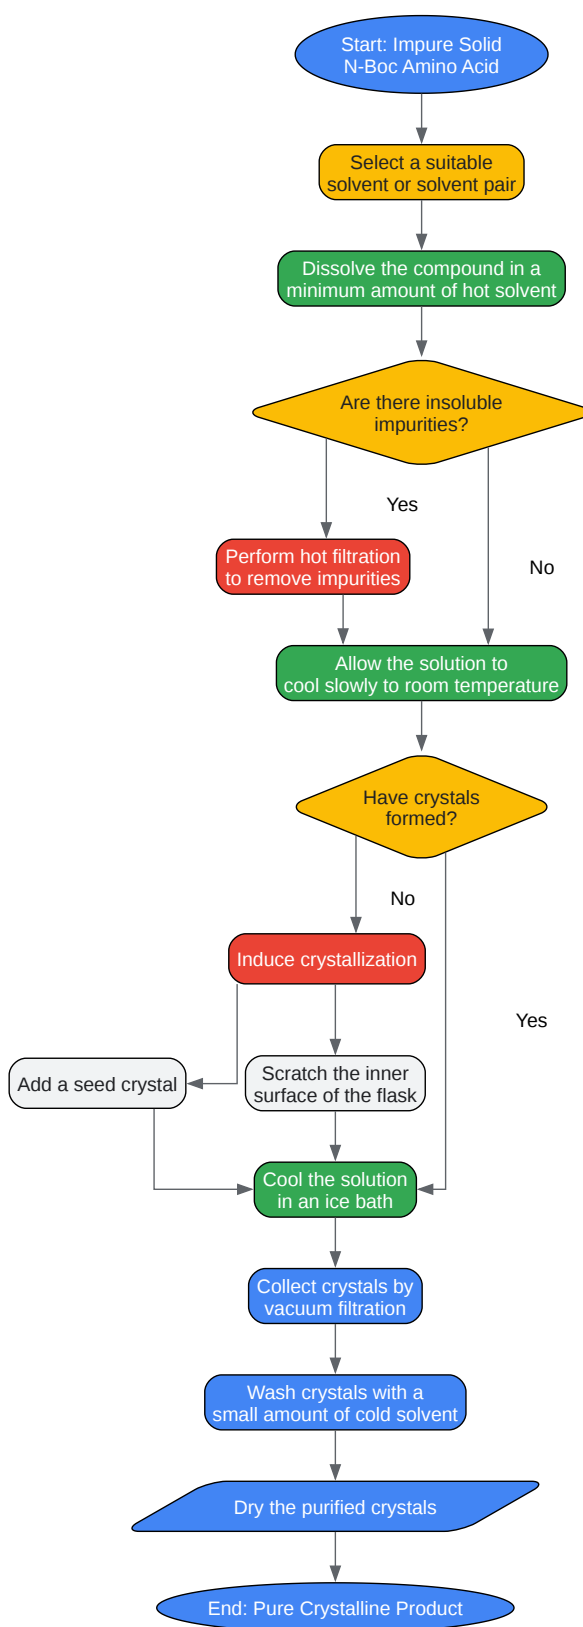 Start: Impure Solid
N-Boc Amino Acid
Select a suitable
solvent or solvent pair
Dissolve the compound in a
minimum amount of hot solvent
Are there insoluble
impurities?
Yes
Perform hot filtration
to remove impurities
No
Allow the solution to
cool slowly to room temperature
Have crystals
formed?
No
Induce crystallization
Yes
Add a seed crystal
Scratch the inner
surface of the flask
Cool the solution
in an ice bath
Collect crystals by
vacuum filtration
Wash crystals with a
small amount of cold solvent
Dry the purified crystals
End: Pure Crystalline Product